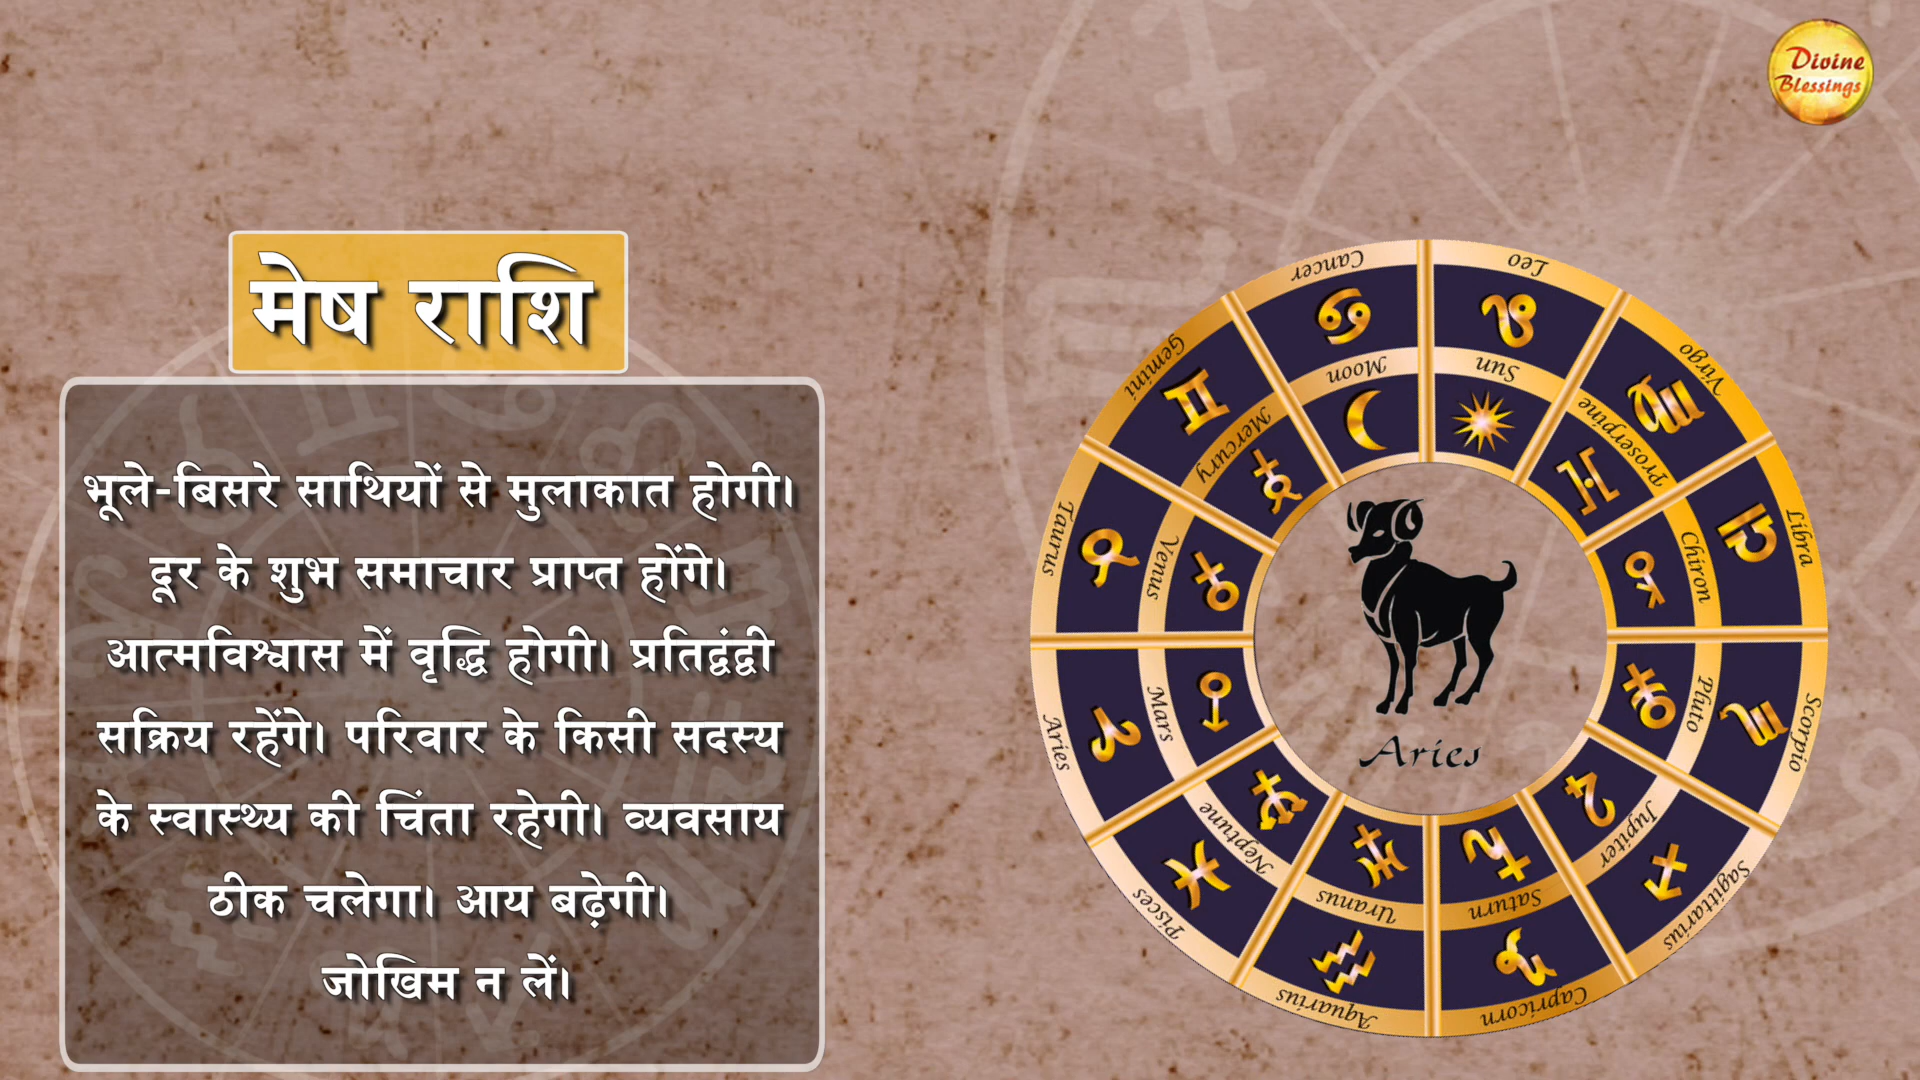 Divine
Blessings
मेष राशि
भूले-बिसरे साथियों से मुलाकात होगी।
दूर के शुभ समाचार प्राप्त होंगे।
आत्मविश्वास में वृद्धि होगी। प्रतिद्वंद्वी
सक्रिय रहेंगे। परिवार के किसी सदस्य
के स्वास्थ्य की चिंता रहेगी। व्यवसाय
ठीक चलेगा। आय बढ़ेगी।
जोखिम न लें।
Cancer
Leo
Virgo
Libra
Scorpio
Sagittarius
Capricorn
Aquarius
Pisces
Aries
Taurus
Gemini
Moon
Sun
Proserpine
Chiron
Pluto
Jupiter
Saturn
Uranus
Neptune
Mars
Venus
Mercury
Aries